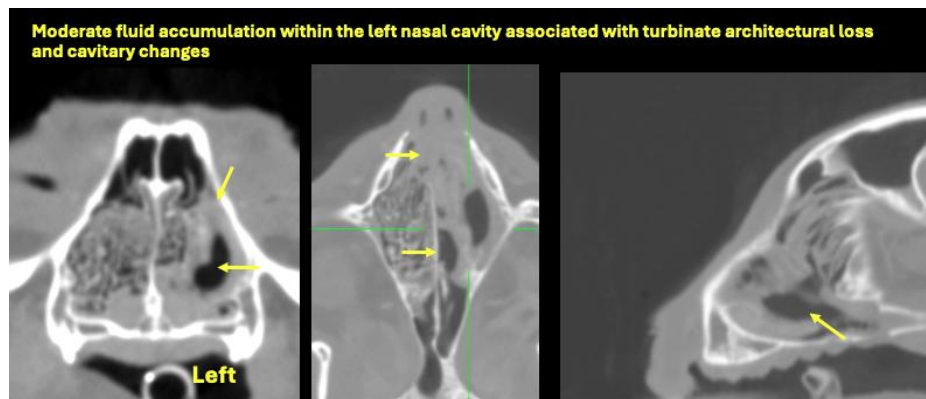 Moderate fluid accumulation within the left nasal cavity associated with turbinate architectural loss
and cavitary changes
Left